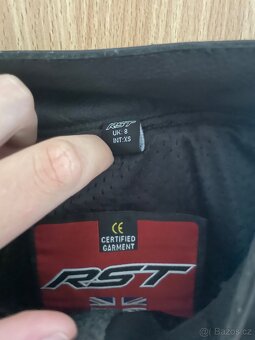 RST
UK: 8
INT:XS
CE
CERTIFIED
GARMENT
RST
Bazoš.cz